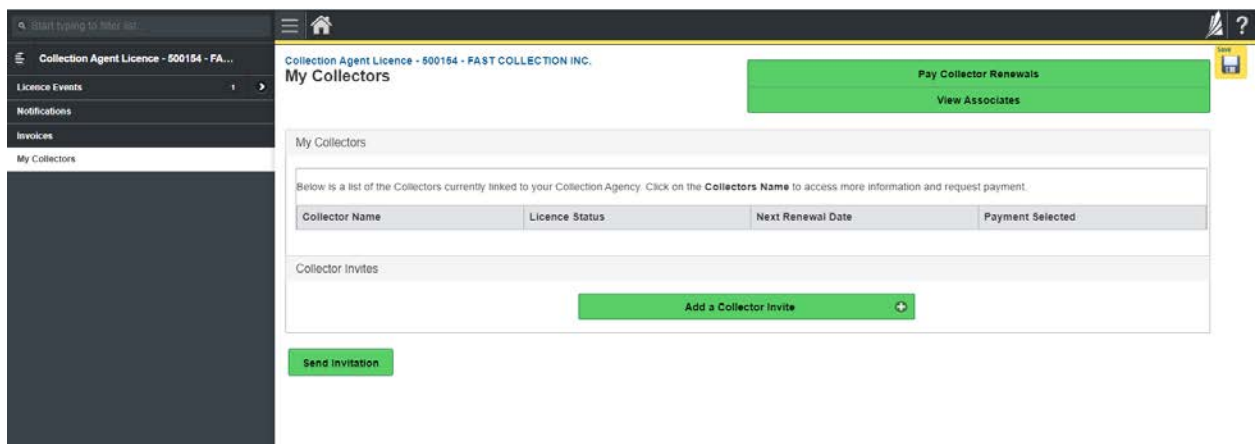 Start typing to filter list...
Save
Collection Agent Licence - 500154 - FA...
Licence Events 1
Notifications
Invoices
My Collectors
Collection Agent Licence - 500154 - FAST COLLECTION INC.
My Collectors
Pay Collector Renewals
View Associates
My Collectors
Below is a list of the Collectors currently linked to your Collection Agency. Click on the Collectors Name to access more information and request payment.
Collector Name Licence Status Next Renewal Date Payment Selected
Collector Invites
Add a Collector Invite
Send Invitation